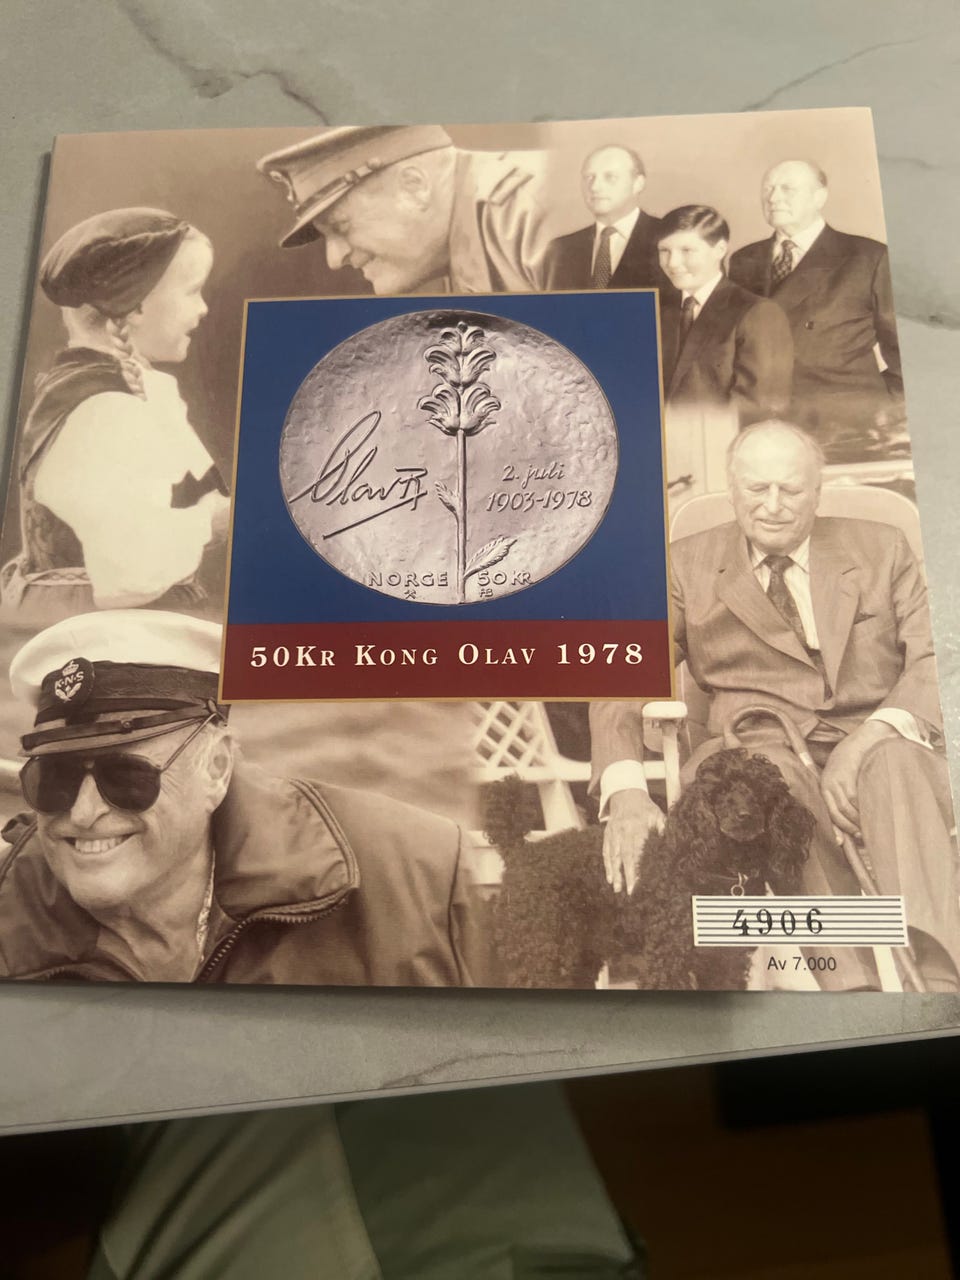 Olav R
2. juli
1903-1978
NORGE 50 KR
50KR KONG OLAV 1978
K·N·S
4906
Av 7.000